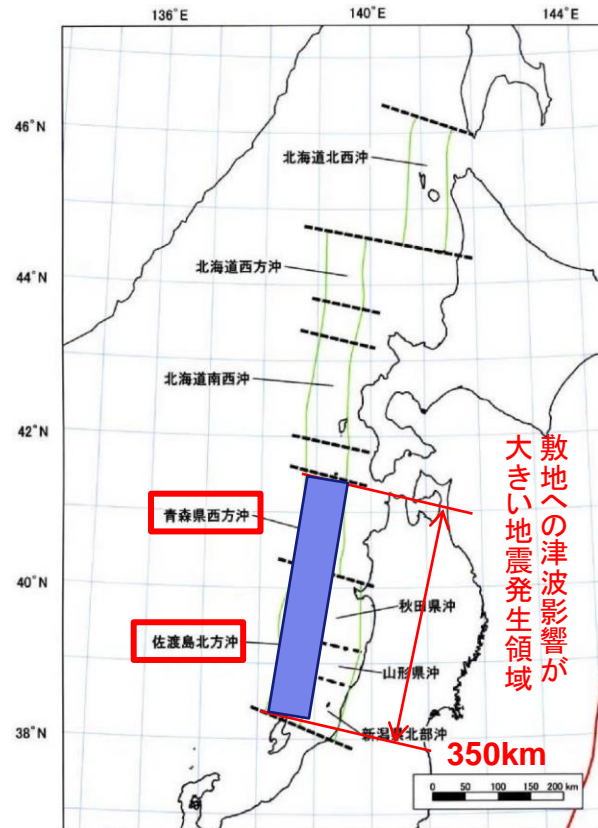 136°E
140°E
144°E
46°N
44°N
42°N
40°N
38°N
北海道北西沖
北海道西方沖
北海道南西沖
青森県西方沖
佐渡島北方沖
秋田県沖
山形県沖
新潟県北部沖
敷地への津波影響が
大きい地震発生領域
350km
0 50 100 150 200 km